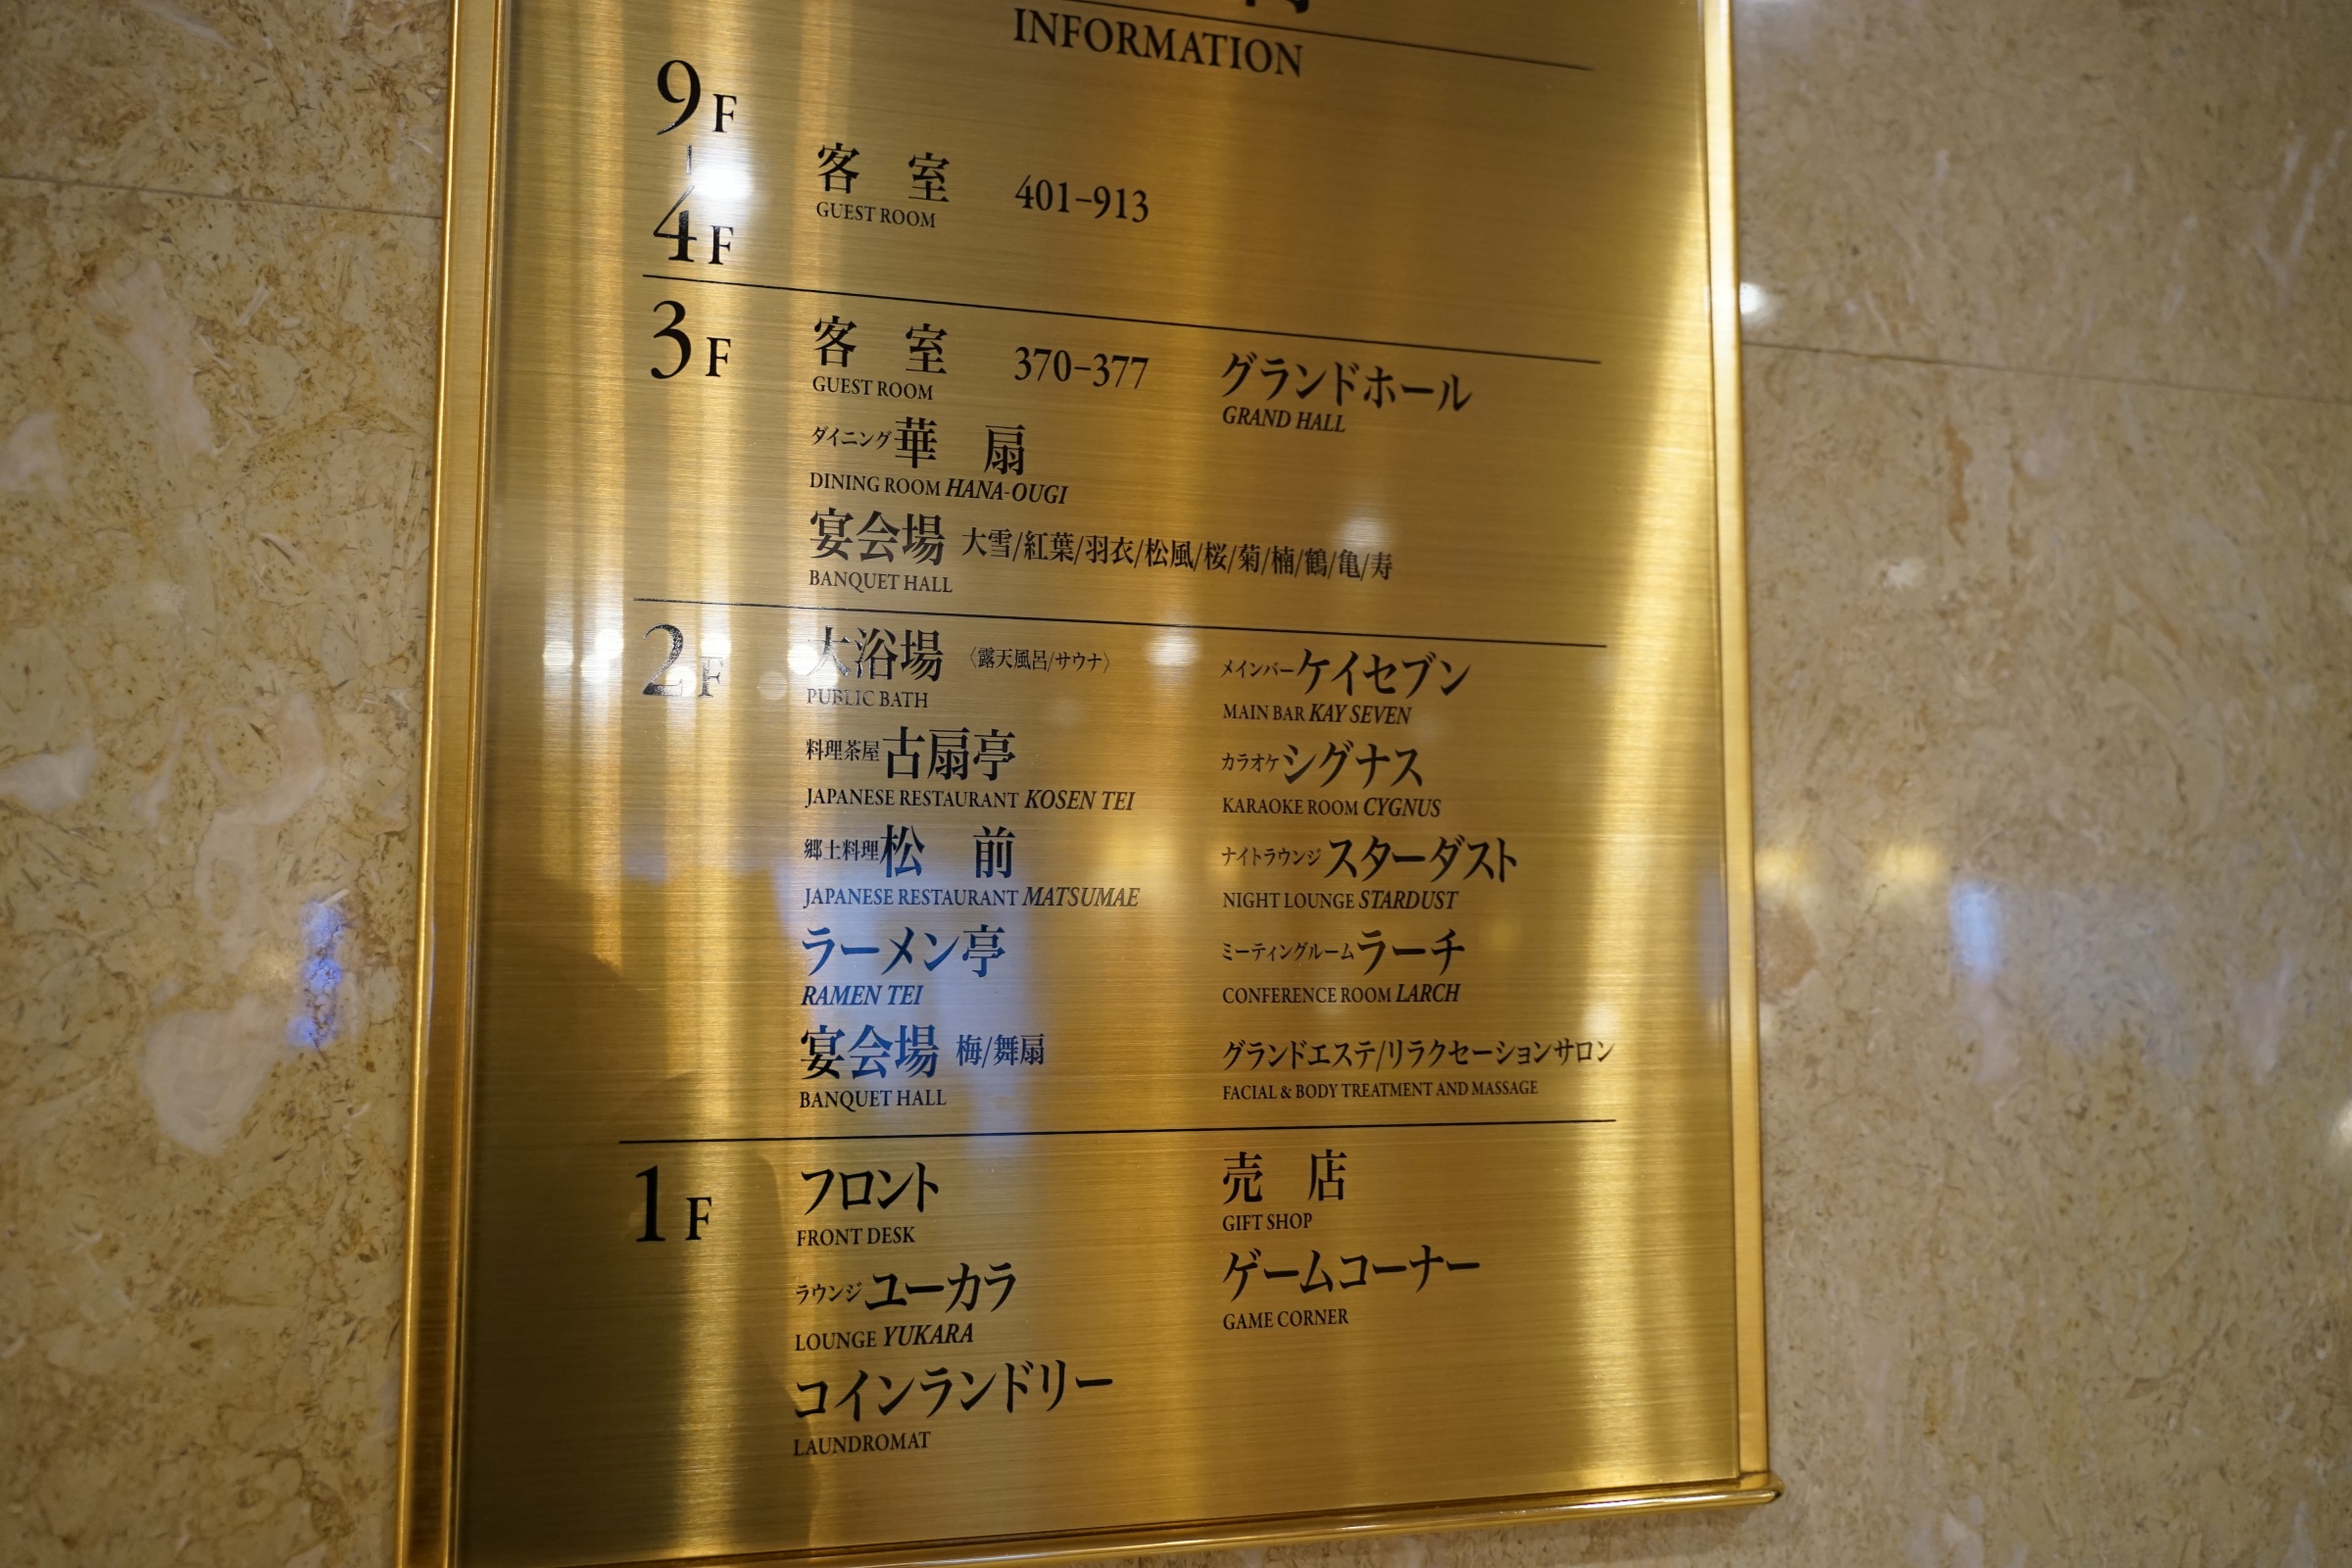 INFORMATION
9F
4F
客 室 401-913
GUEST ROOM
3F
客 室 370-377
GUEST ROOM
グランドホール
GRAND HALL
ダイニング華 扇
DINING ROOM HANA-OUGI
宴会場 大雪/紅葉/羽衣/松風/桜/菊/楠/鶴/亀/寿
BANQUET HALL
2F
大浴場 〈露天風呂/サウナ〉
PUBLIC BATH
料理茶屋古扇亭
JAPANESE RESTAURANT KOSEN TEI
郷土料理松 前
JAPANESE RESTAURANT MATSUMAE
ラーメン亭
RAMEN TEI
宴会場 梅/舞扇
BANQUET HALL
メインバーケイセブン
MAIN BAR KAY SEVEN
カラオケシグナス
KARAOKE ROOM CYGNUS
ナイトラウンジスターダスト
NIGHT LOUNGE STARDUST
ミーティングルームラーチ
CONFERENCE ROOM LARCH
グランドエステ/リラクセーションサロン
FACIAL & BODY TREATMENT AND MASSAGE
1F
フロント
FRONT DESK
ラウンジユーカラ
LOUNGE YUKARA
コインランドリー
LAUNDROMAT
売 店
GIFT SHOP
ゲームコーナー
GAME CORNER